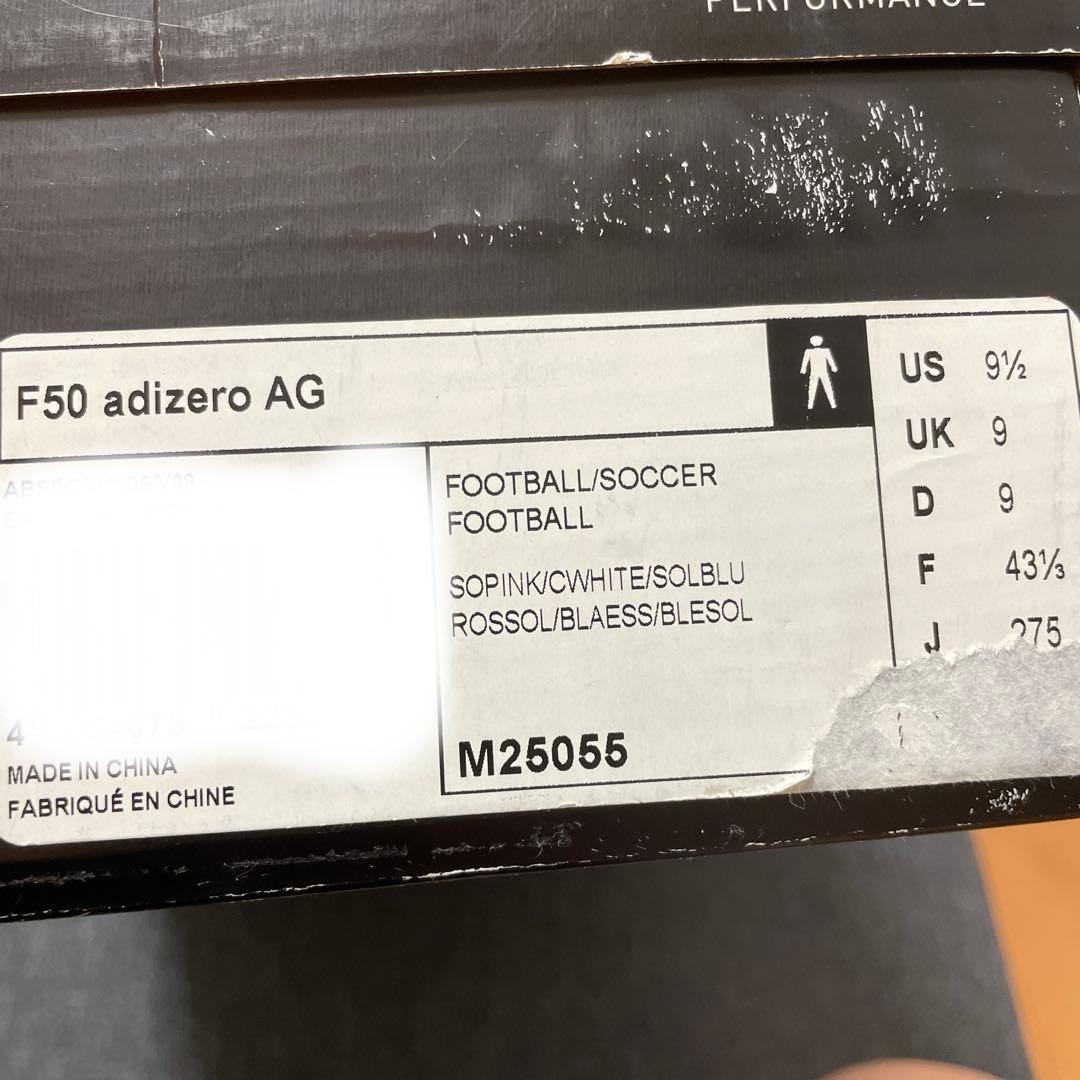 PERFORMANCE
F50 adizero AG
US 9½
UK 9
D 9
F 43⅓
J 275
FOOTBALL/SOCCER
FOOTBALL
SOPINK/CWHITE/SOLBLU
ROSSOL/BLAESS/BLESOL
M25055
4
MADE IN CHINA
FABRIQUÉ EN CHINE